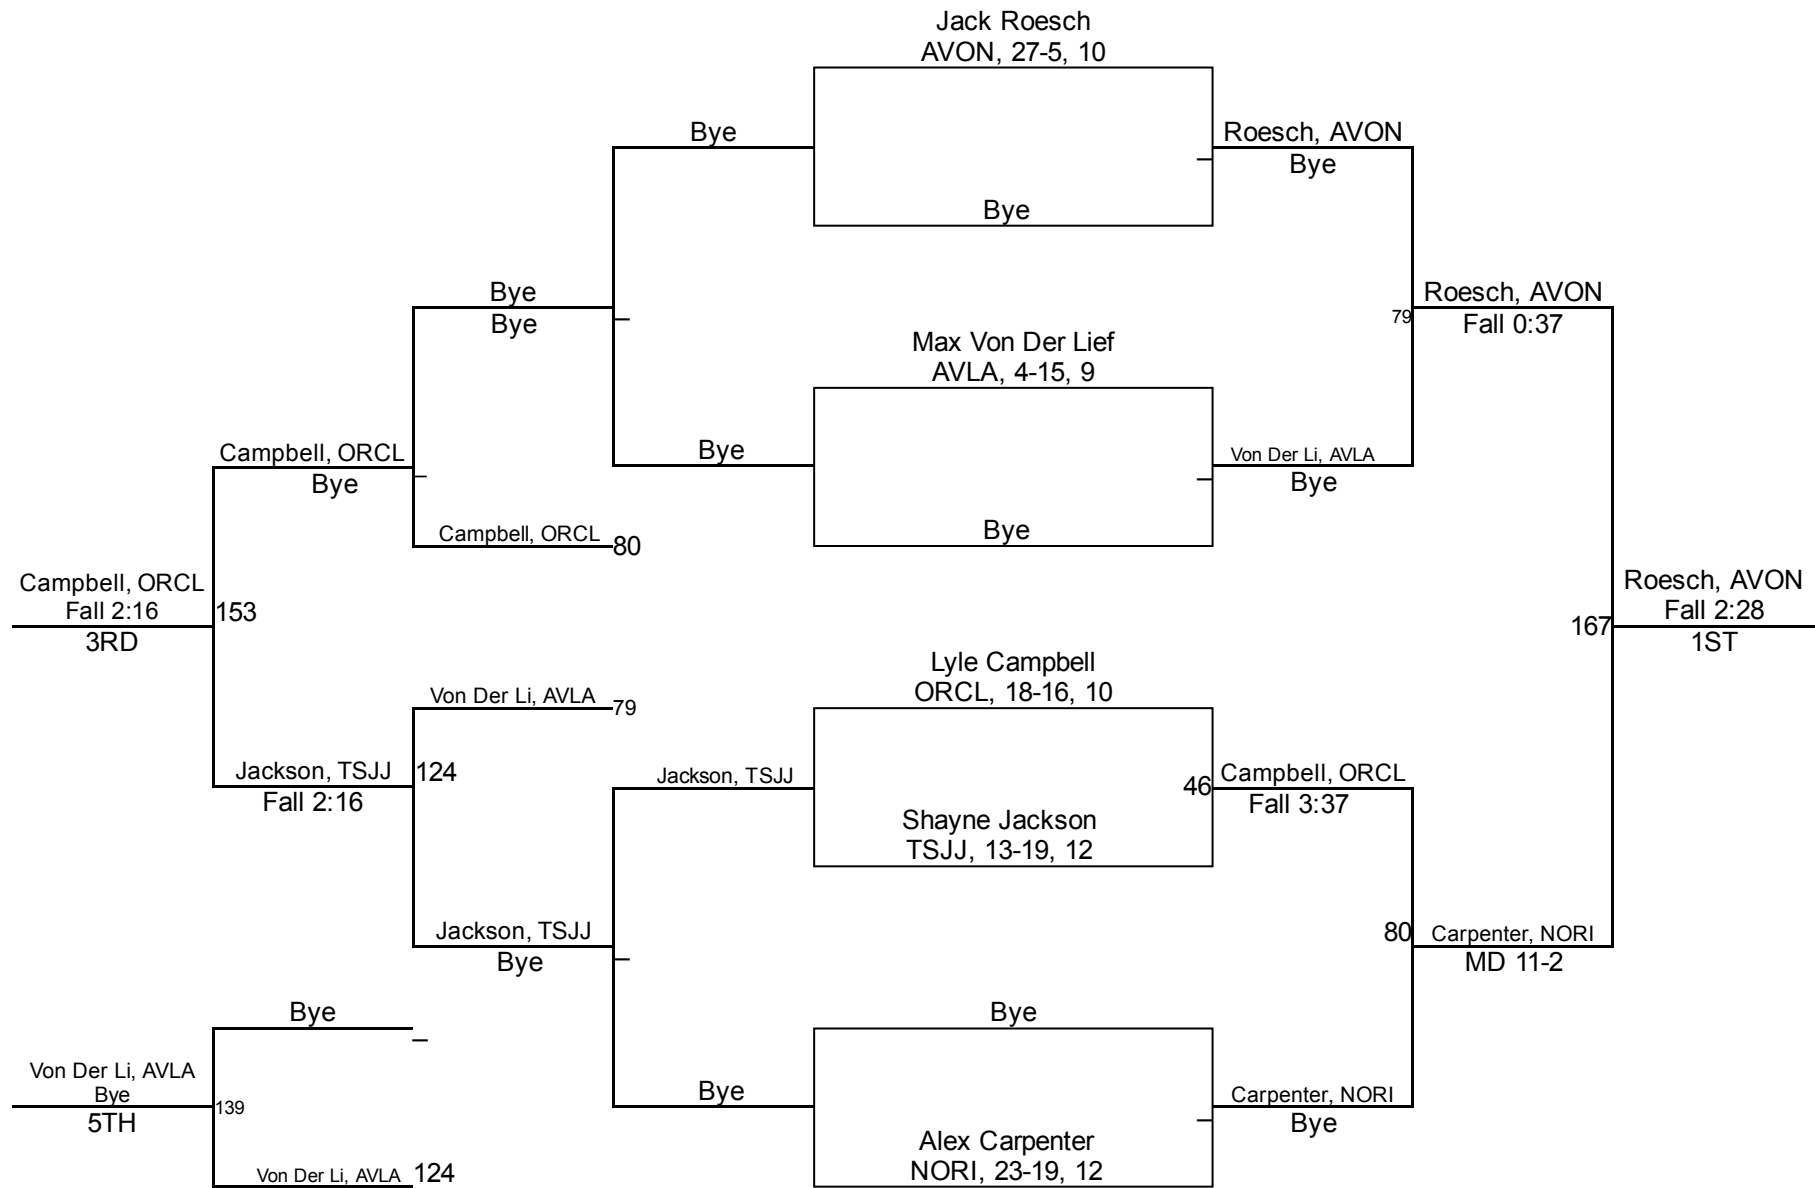 Jack Roesch
AVON, 27-5, 10
Bye
Roesch, AVON
Bye
Bye
Bye
Bye
Roesch, AVON
79
Fall 0:37
Max Von Der Lief
AVLA, 4-15, 9
Campbell, ORCL
Bye
Bye
Von Der Li, AVLA
Bye
Campbell, ORCL 80
Bye
Campbell, ORCL
Fall 2:16
153
3RD
Roesch, AVON
Fall 2:28
167
1ST
Lyle Campbell
ORCL, 18-16, 10
Von Der Li, AVLA 79
Jackson, TSJJ
124
Fall 2:16
Jackson, TSJJ
46
Campbell, ORCL
Fall 3:37
Shayne Jackson
TSJJ, 13-19, 12
Jackson, TSJJ
Bye
80
Carpenter, NORI
MD 11-2
Bye
Bye
Von Der Li, AVLA
Bye
139
5TH
Bye
Carpenter, NORI
Bye
Alex Carpenter
NORI, 23-19, 12
Von Der Li, AVLA 124